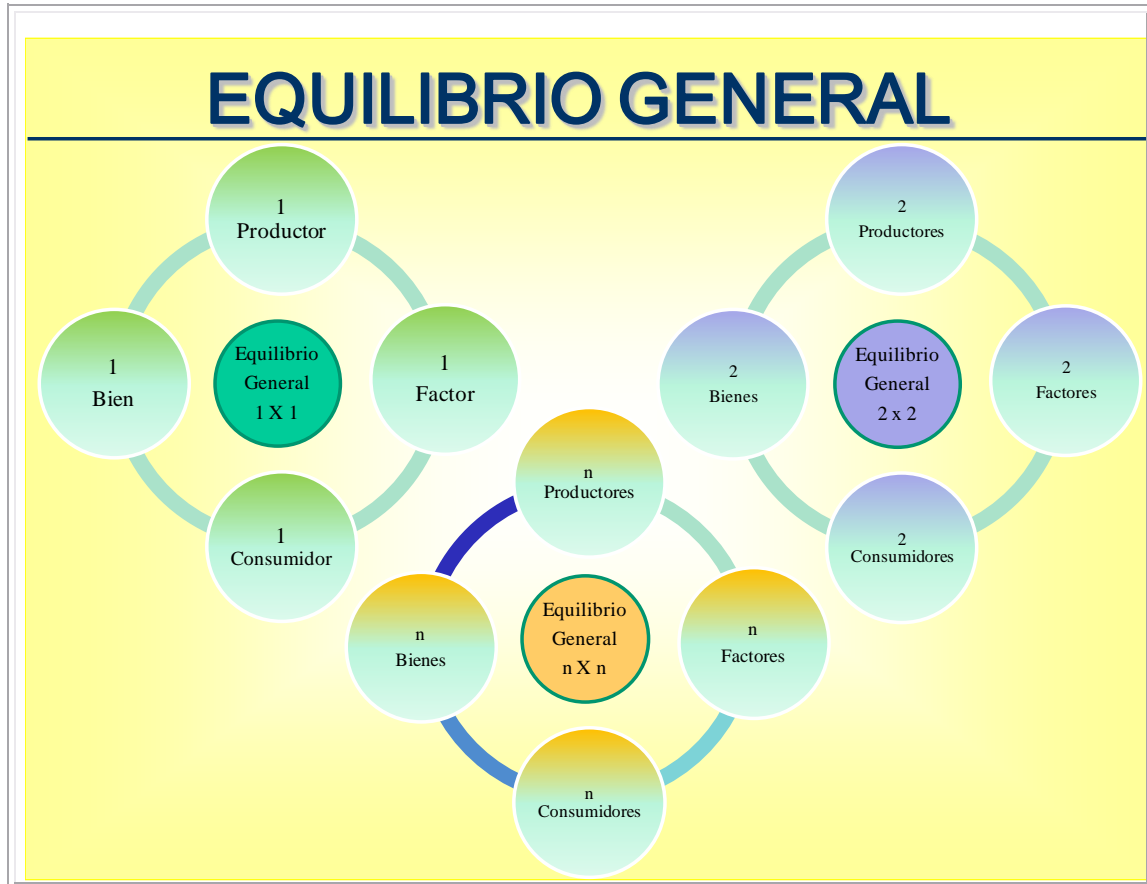 EQUILIBRIO GENERAL
1
Productor
1
Bien
Equilibrio
General
1 X 1
1
Factor
1
Consumidor
2
Productores
2
Bienes
Equilibrio
General
2 x 2
2
Factores
2
Consumidores
n
Productores
n
Bienes
Equilibrio
General
n X n
n
Factores
n
Consumidores